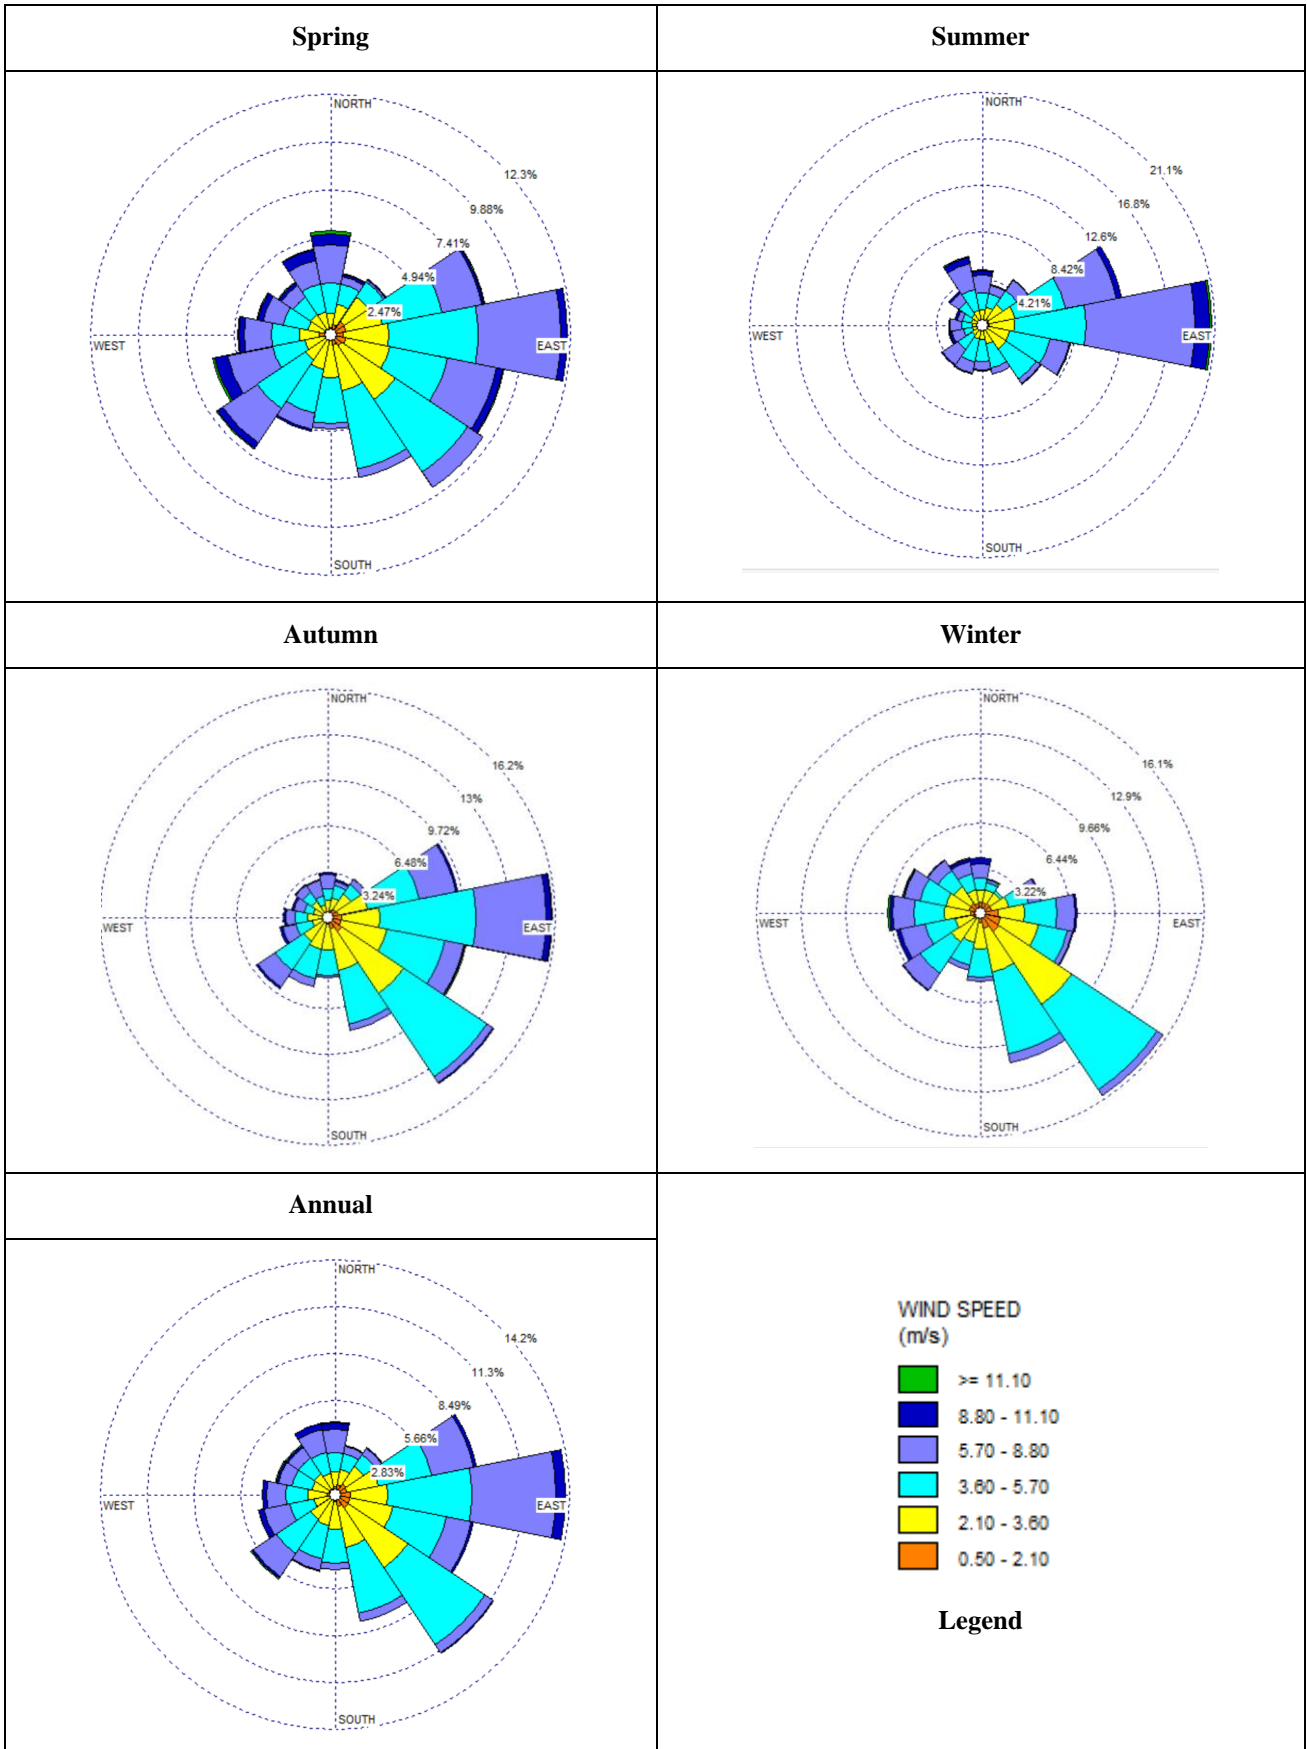 Spring
Summer
NORTH
12.3%
9.88%
7.41%
4.94%
2.47%
WEST
EAST
SOUTH
NORTH
21.1%
16.8%
12.6%
8.42%
4.21%
WEST
EAST
SOUTH
Autumn
Winter
NORTH
16.2%
13%
9.72%
6.48%
3.24%
WEST
EAST
SOUTH
NORTH
16.1%
12.9%
9.66%
6.44%
3.22%
WEST
EAST
SOUTH
Annual
NORTH
14.2%
11.3%
8.49%
5.66%
2.83%
WEST
EAST
SOUTH
WIND SPEED
(m/s)
>= 11.10
8.80 - 11.10
5.70 - 8.80
3.60 - 5.70
2.10 - 3.60
0.50 - 2.10
Legend